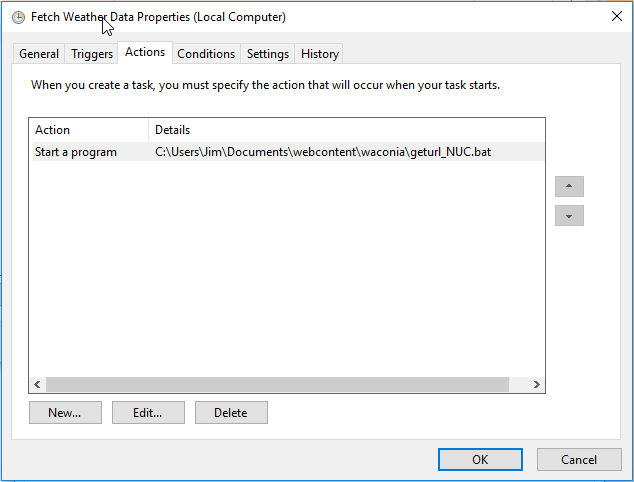 Fetch Weather Data Properties (Local Computer)
General Triggers Actions Conditions Settings History
When you create a task, you must specify the action that will occur when your task starts.
Action Details
Start a program C:\Users\Jim\Documents\webcontent\waconia\geturl_NUC.bat
New... Edit... Delete
OK Cancel